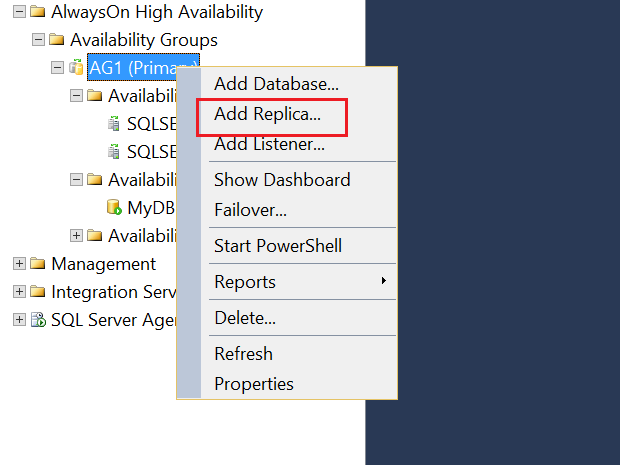 AlwaysOn High Availability
Availability Groups
AG1 (Primary)
Availabili
SQLSE
SQLSE
Availabili
MyDB
Availabili
Management
Integration Serv
SQL Server Agen
Add Database...
Add Replica...
Add Listener...
Show Dashboard
Failover...
Start PowerShell
Reports
Delete...
Refresh
Properties